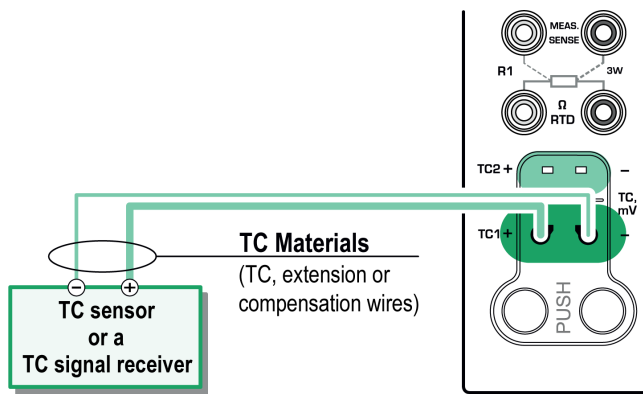 MEAS.
SENSE
R1
3W
Ω
RTD
TC2 +
–
TC,
mV
TC1 +
–
TC Materials
(TC, extension or
compensation wires)
– +
TC sensor
or a
TC signal receiver
PUSH